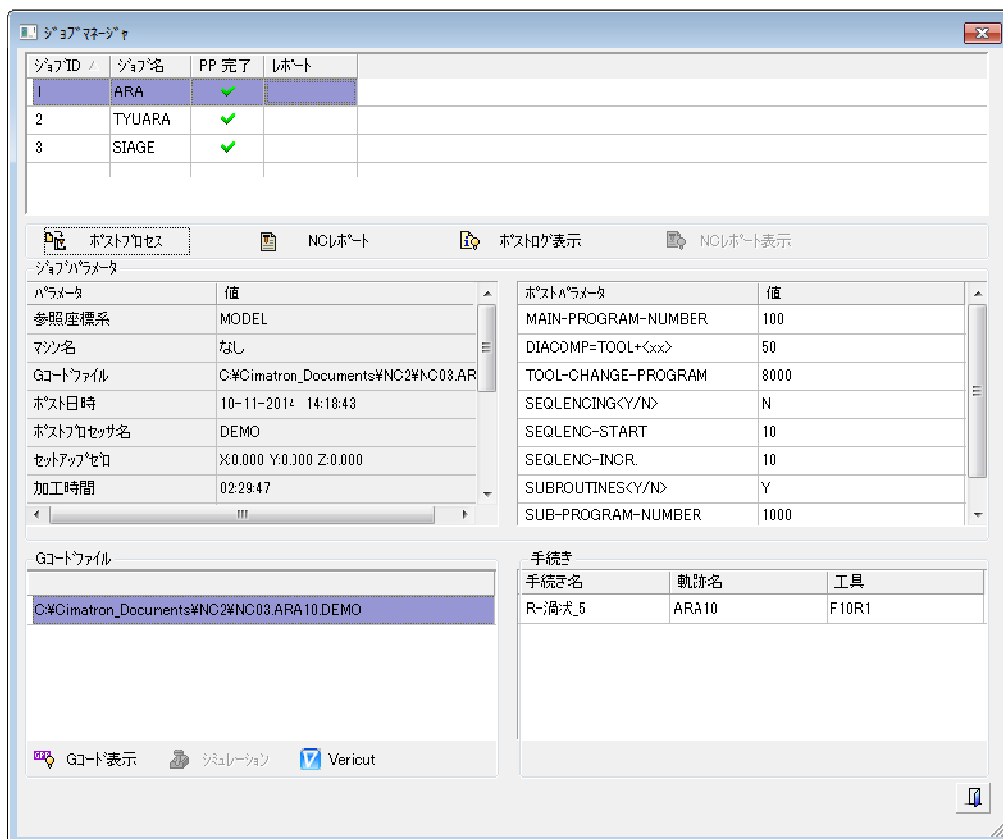 ジョブマネージャ
ジョブID ジョブ名 PP 完了 レポート
1 ARA
2 TYUARA
3 SIAGE
ポストプロセス NCレポート ポストログ表示 NCレポート表示
ジョブパラメータ
パラメータ 値
参照座標系 MODEL
マシン名 なし
Gコードファイル C:¥Cimatron_Documents¥NC2¥NC03.AR
ポスト日時 10-11-2014 14:18:43
ポストプロセッサ名 DEMO
セットアップゼロ X:0.000 Y:0.000 Z:0.000
加工時間 02:29:47
ポストパラメータ 値
MAIN-PROGRAM-NUMBER 100
DIACOMP=TOOL+<xx> 50
TOOL-CHANGE-PROGRAM 8000
SEQUENCING<Y/N> N
SEQUENC-START 10
SEQUENC-INCR. 10
SUBROUTINES<Y/N> Y
SUB-PROGRAM-NUMBER 1000
Gコードファイル
C:¥Cimatron_Documents¥NC2¥NC03.ARA10.DEMO
Gコード表示 シミュレーション Vericut
手続き
手続き名 軌跡名 工具
R-渦状_5 ARA10 F10R1